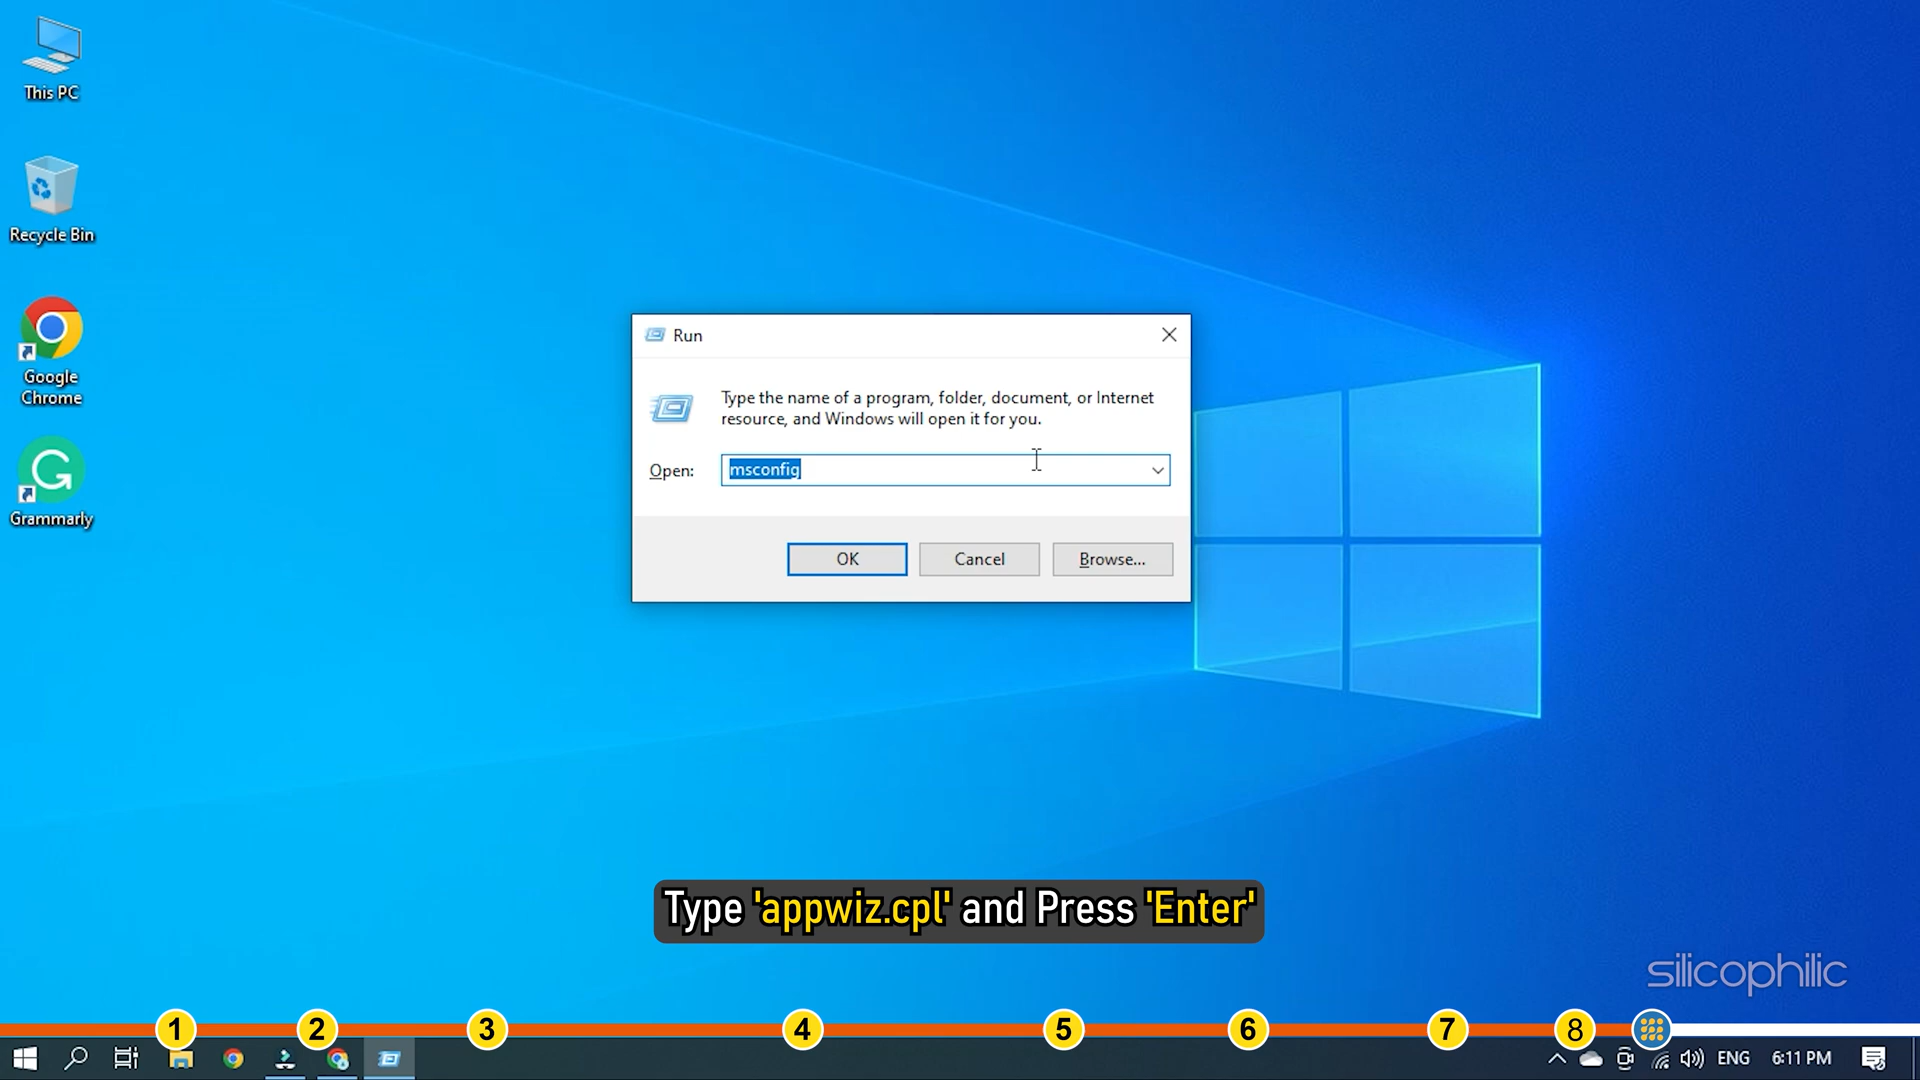 This PC
Recycle Bin
Google
Chrome
Grammarly
Run
Type the name of a program, folder, document, or Internet
resource, and Windows will open it for you.
Open:
msconfig
OK
Cancel
Browse...
Type 'appwiz.cpl' and Press 'Enter'
silicophilic
1
2
3
4
5
6
7
8
ENG
6:11 PM